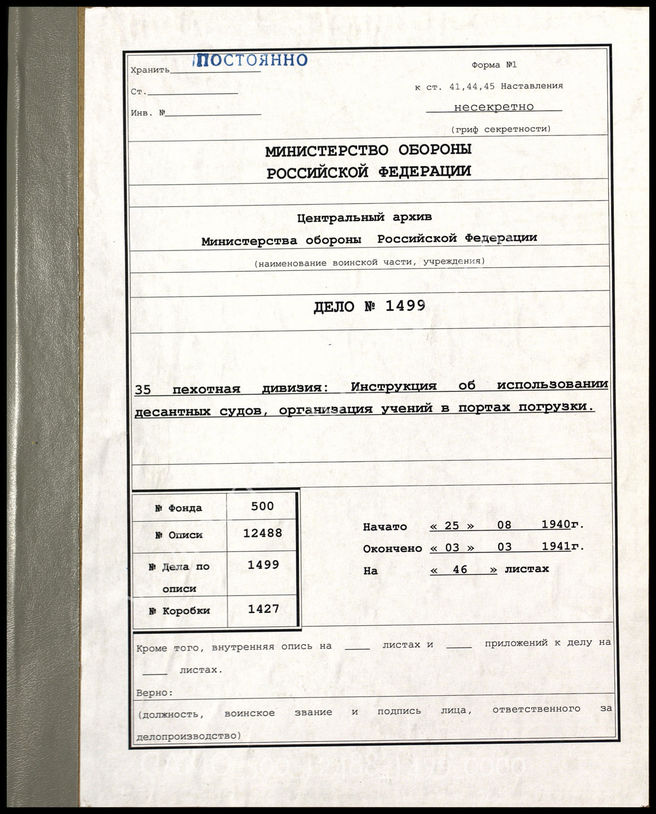 Хранить ПОСТОЯННО
Форма №1
Ст.
к ст. 41,44,45 Наставления
несекретно
Инв. №
(гриф секретности)
МИНИСТЕРСТВО ОБОРОНЫ
РОССИЙСКОЙ ФЕДЕРАЦИИ
Центральный архив
Министерства обороны Российской Федерации
(наименование воинской части, учреждения)
ДЕЛО № 1499
35 пехотная дивизия: Инструкция об использовании
десантных судов, организация учений в портах погрузки.
№ Фонда 500
№ Описи 12488
№ Дела по 1499
описи
№ Коробки 1427
Начато « 25 » 08 1940г.
Окончено « 03 » 03 1941г.
На « 46 » листах
Кроме того, внутренняя опись на ____ листах и ____ приложений к делу на
____ листах.
Верно:
(должность, воинское звание и подпись лица, ответственного за
делопроизводство)